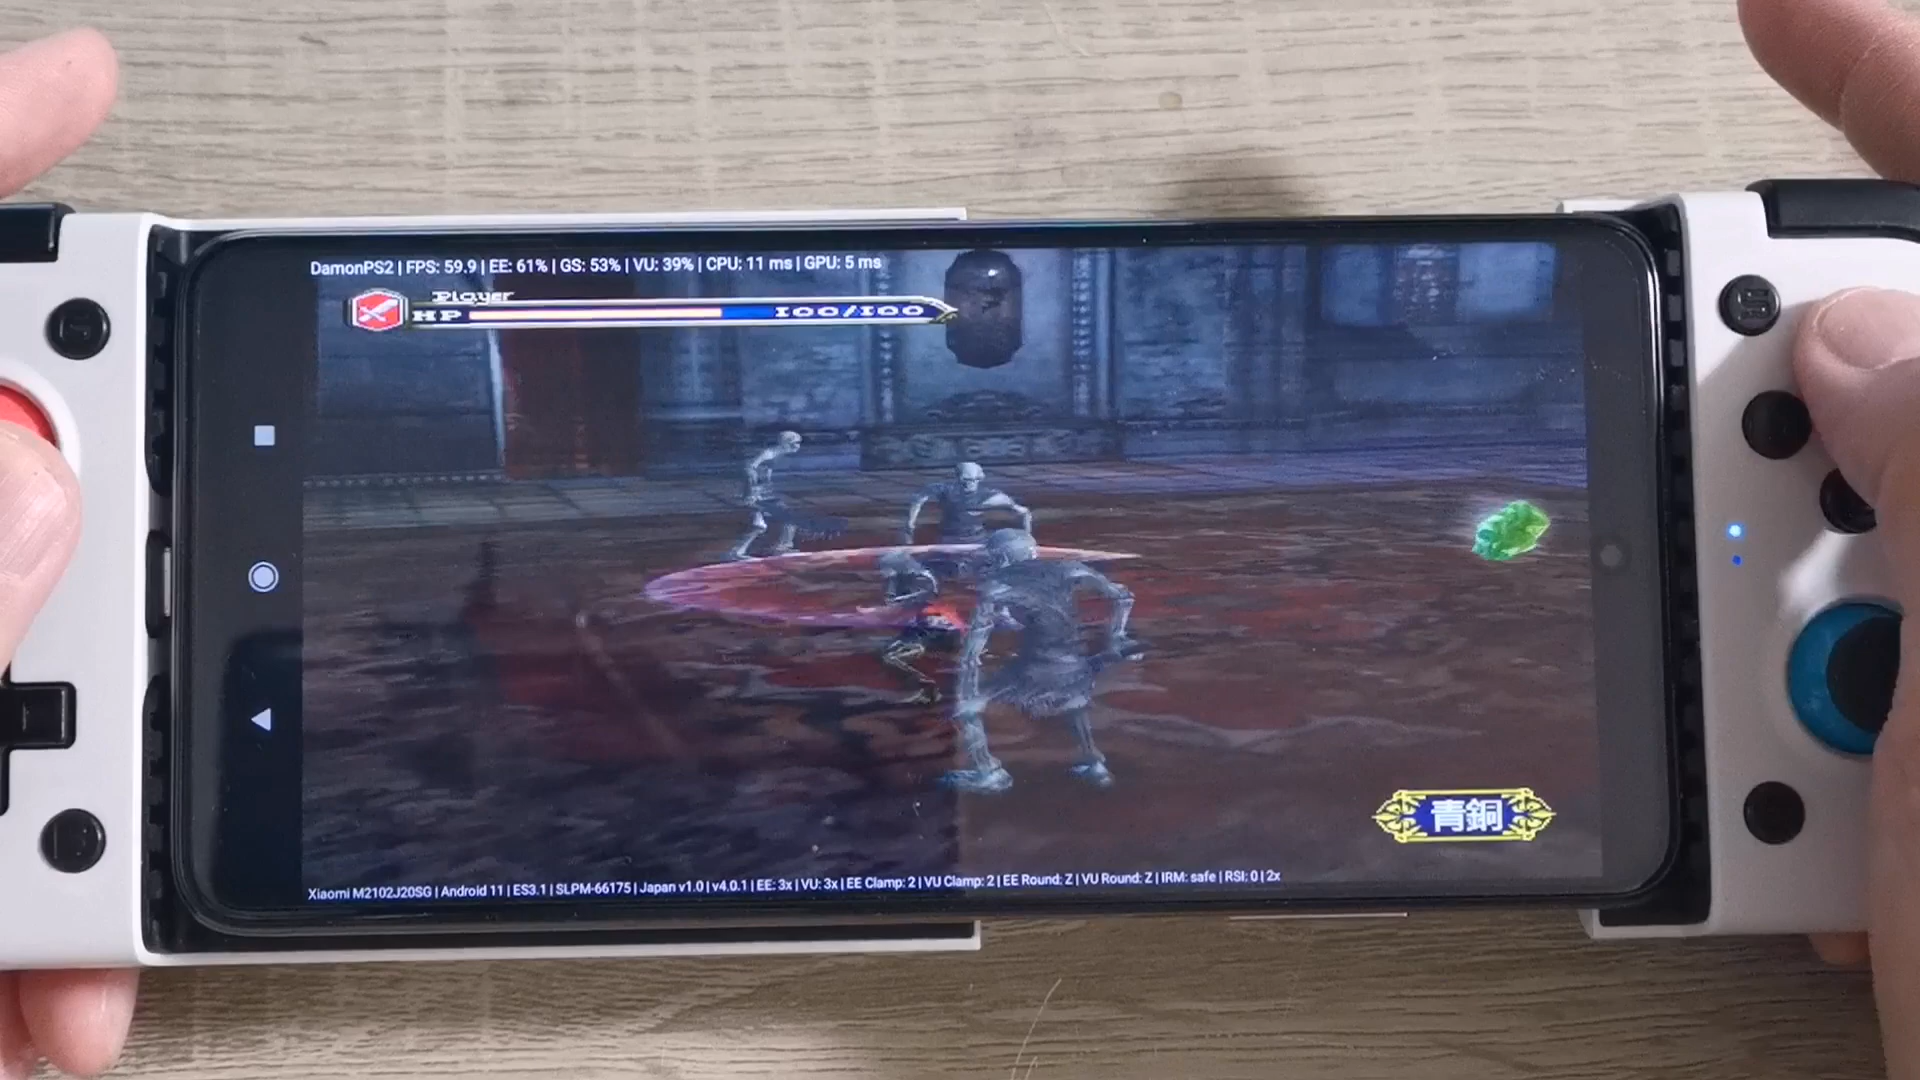 DamonPS2 | FPS: 59.9 | EE: 61% | GS: 53% | VU: 39% | CPU: 11 ms | GPU: 5 ms
Player
HP 100/100
青銅
Xiaomi M2102J20SG | Android 11 | ES3.1 | SLPM-66175 | Japan v1.0 | v4.0.1 | EE: 3x | VU: 3x | EE Clamp: 2 | VU Clamp: 2 | EE Round: Z | VU Round: Z | IRM: safe | RSI: 0 | 2x